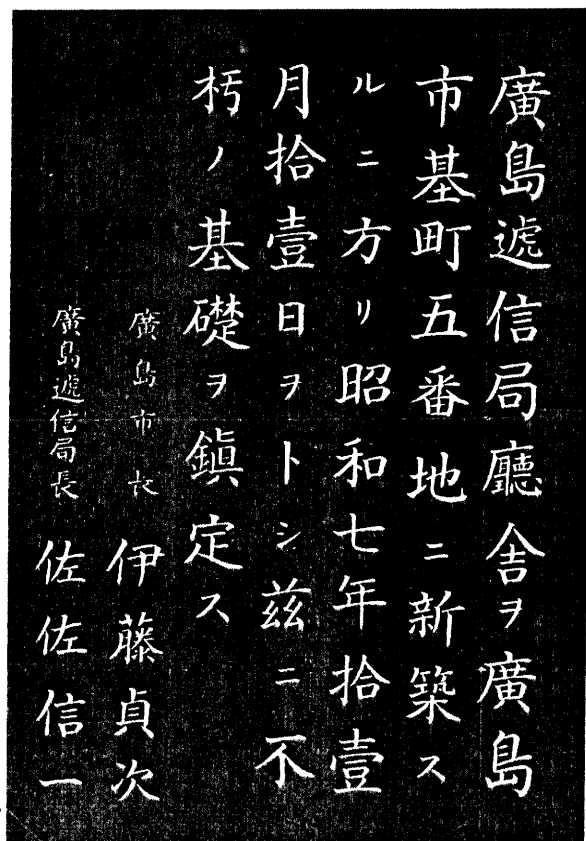 廣島遞信局廳舎ヲ廣島
市基町五番地ニ新築ス
ルニ方リ昭和七年拾壹
月拾壹日ヲトシ茲ニ不
朽ノ基礎ヲ鎭定ス
廣島市長 伊藤貞次
廣島遞信局長 佐佐信一